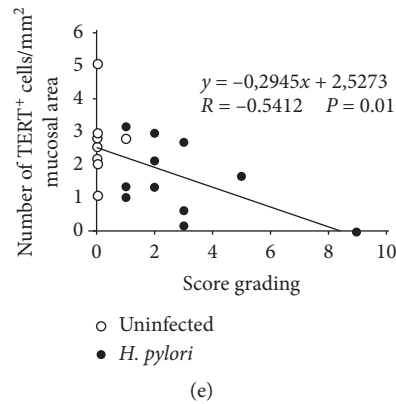 Number of TERT⁺ cells/mm²
mucosal area
6
5
4
3
2
1
0
y = –0,2945x + 2,5273
R = –0.5412 P = 0.01
0 2 4 6 8 10
Score grading
Uninfected
H. pylori
(e)